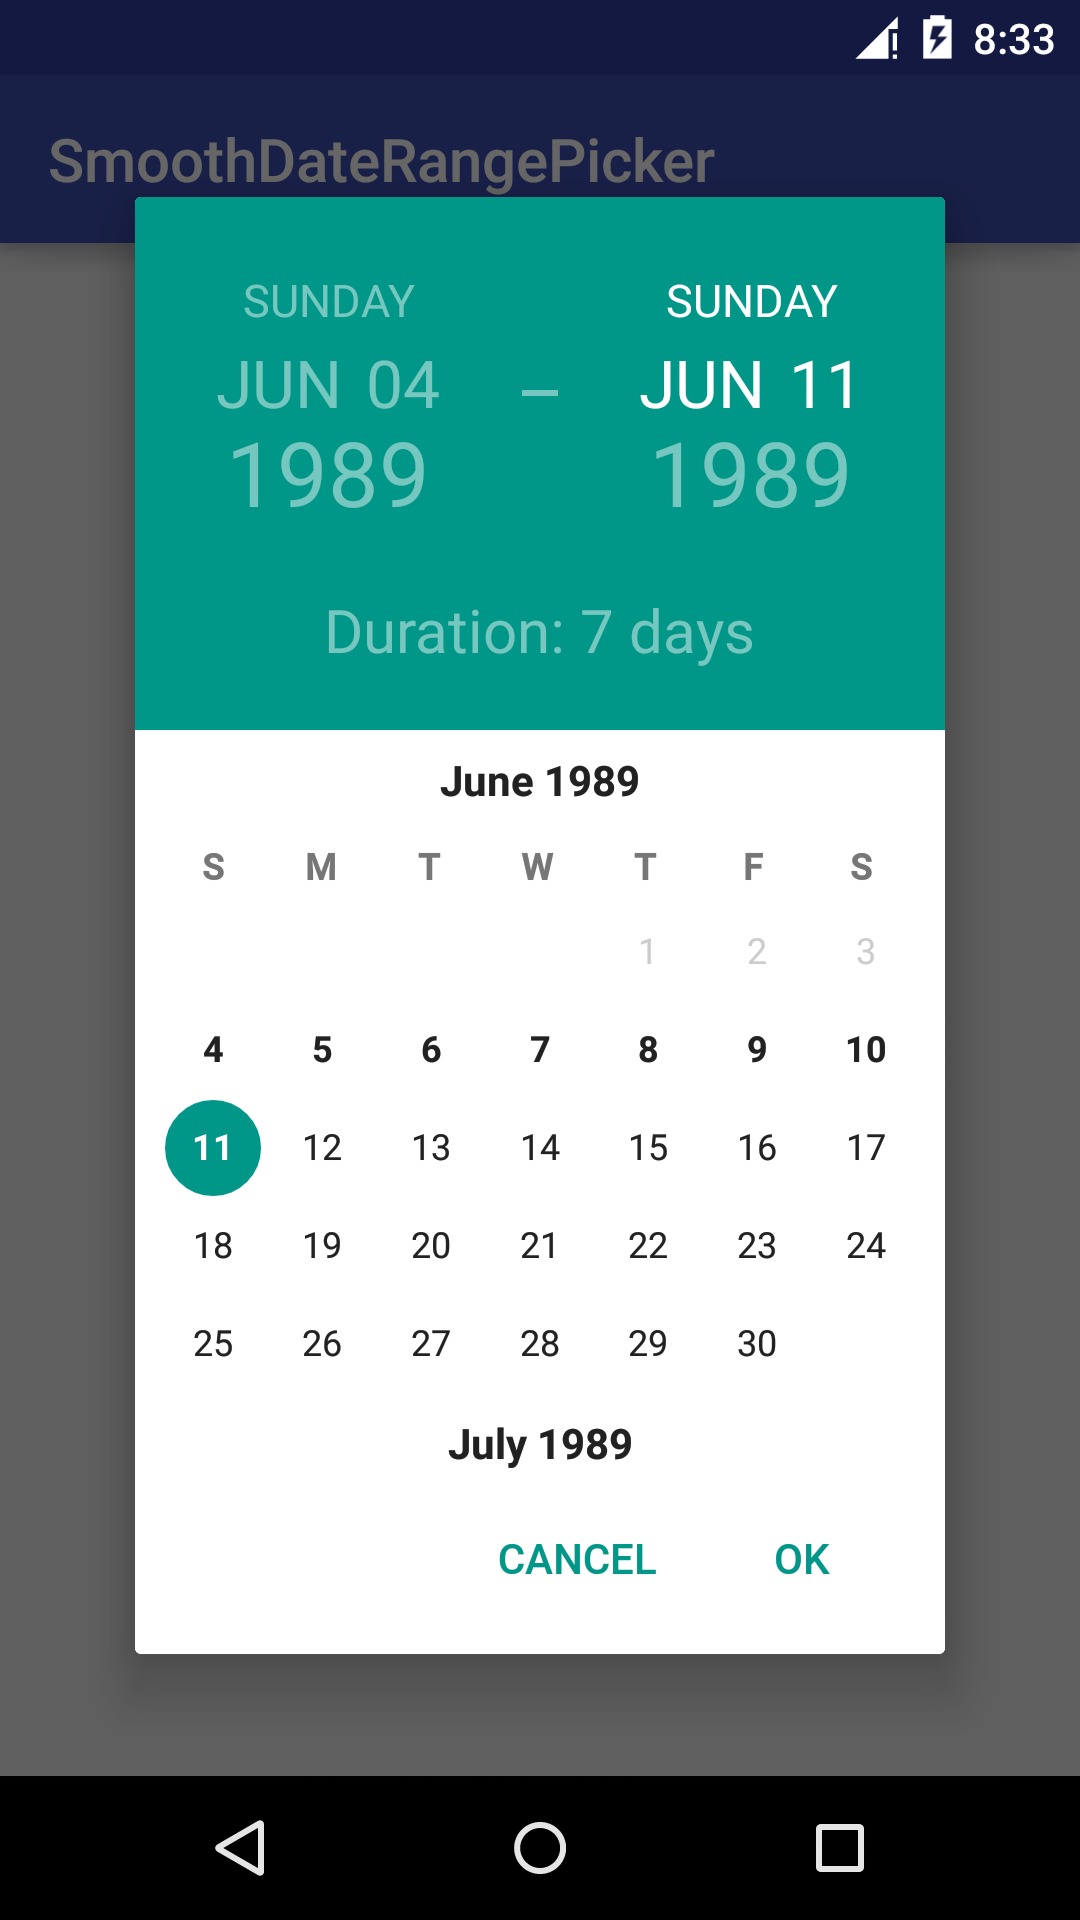 8:33
SmoothDateRangePicker
SUNDAY SUNDAY
JUN 04 – JUN 11
1989 1989
Duration: 7 days
June 1989
S M T W T F S
1 2 3
4 5 6 7 8 9 10
11 12 13 14 15 16 17
18 19 20 21 22 23 24
25 26 27 28 29 30
July 1989
CANCEL OK